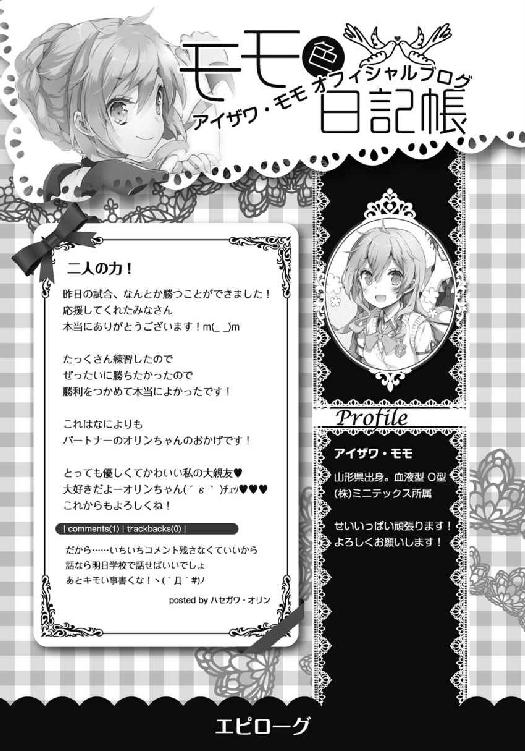 モモ色日記帳
アイザワ・モモ オフィシャルブログ
二人の力！
昨日の試合、なんとか勝つことができました！
応援してくれたみなさん
本当にありがとうございます！m(_ _)m
たっくさん練習したので
ぜったいに勝ちたかったので
勝利をつかめて本当によかったです！
これはなによりも
パートナーのオリンちゃんのおかげです！
とっても優しくてかわいい私の大親友♥
大好きだよーオリンちゃん(´ε｀)ﾁｭｯ♥♥♥
これからもよろしくね！
| comments(1) | trackbacks(0) |
だから……いちいちコメント残さなくていいから
話なら明日学校で話せばいいでしょ
あとキモい事書くな！ヽ(｀Д´#)ﾉ
posted by ハセガワ・オリン
Profile
アイザワ・モモ
山形県出身。血液型 O型
(株)ミニテックス所属
せいいっぱい頑張ります！
よろしくお願いします！
エピローグ